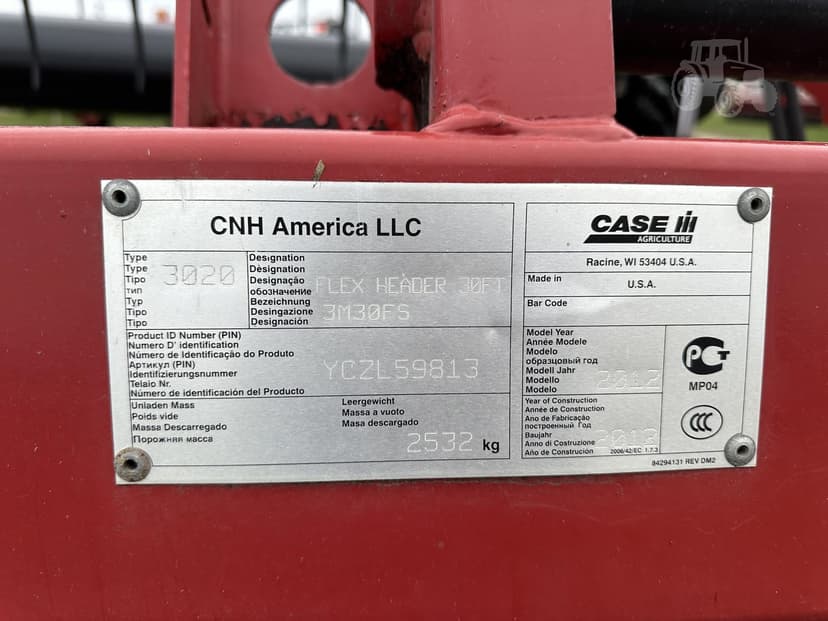 CNH America LLC
Type
Type
Tipo
тип
Typ
Tipo
Tipo
3020
Designation
Dèsignation
Designação
обозначение
Bezeichnung
Desingazione
Designación
FLEX HEADER 30FT
3M30FS
Product ID Number (PIN)
Numero D' identification
Número de Identificação do Produto
Артикул (PIN)
Identifizierungsnummer
Telaio Nr.
Número de identificación del Producto
YCZL59813
Unladen Mass
Poids vide
Massa Descarregado
Порожняя масса
Leergewicht
Massa a vuoto
Masa descargado
2532 kg
CASE IH
AGRICULTURE
Racine, WI 53404 U.S.A.
Made in
U.S.A.
Bar Code
Model Year
Année Modele
Modelo
образцовый год
Modell Jahr
Modello
Modelo
2012
Year of Construction
Année de Construction
Ano de Fabricação
построенный Год
Baujahr
Anno di Costruzione
Año de Construción
2006/42/EC 1.7.3
MP04
CCC
84294131 REV DM2